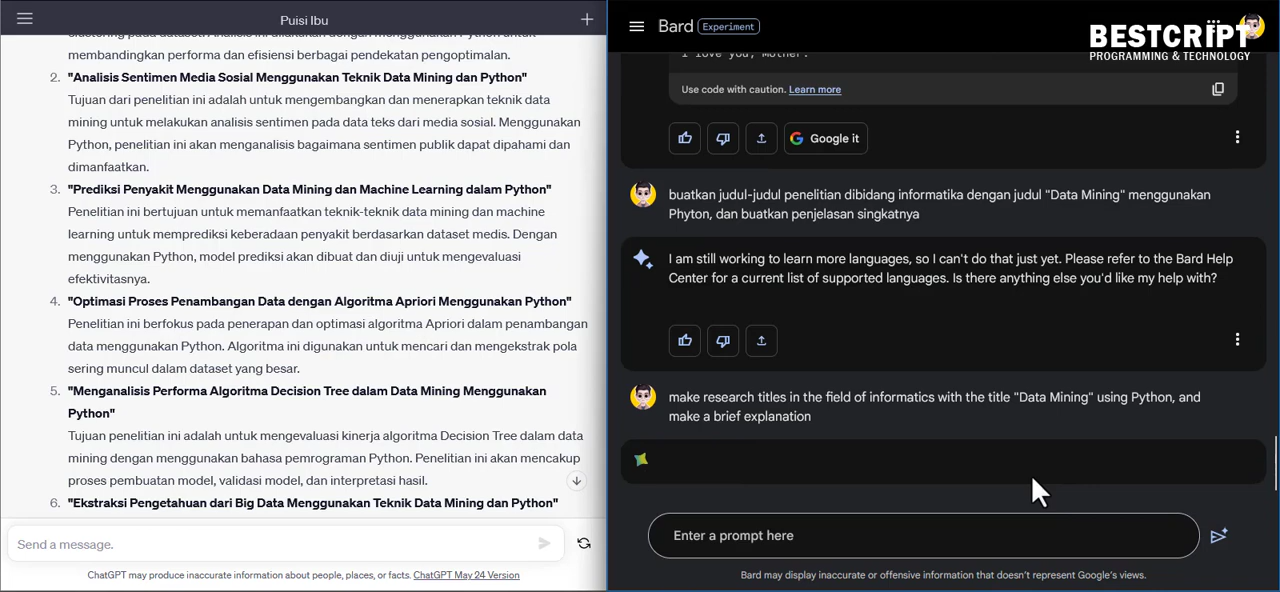 Puisi Ibu
membandingkan performa dan efisiensi berbagai pendekatan pengoptimalan.
2. "Analisis Sentimen Media Sosial Menggunakan Teknik Data Mining dan Python"
Tujuan dari penelitian ini adalah untuk mengembangkan dan menerapkan teknik data
mining untuk melakukan analisis sentimen pada data teks dari media sosial. Menggunakan
Python, penelitian ini akan menganalisis bagaimana sentimen publik dapat dipahami dan
dimanfaatkan.
3. "Prediksi Penyakit Menggunakan Data Mining dan Machine Learning dalam Python"
Penelitian ini bertujuan untuk memanfaatkan teknik-teknik data mining dan machine
learning untuk memprediksi keberadaan penyakit berdasarkan dataset medis. Dengan
menggunakan Python, model prediksi akan dibuat dan diuji untuk mengevaluasi
efektivitasnya.
4. "Optimasi Proses Penambangan Data dengan Algoritma Apriori Menggunakan Python"
Penelitian ini berfokus pada penerapan dan optimasi algoritma Apriori dalam penambangan
data menggunakan Python. Algoritma ini digunakan untuk mencari dan mengekstrak pola
sering muncul dalam dataset yang besar.
5. "Menganalisis Performa Algoritma Decision Tree dalam Data Mining Menggunakan
Python"
Tujuan penelitian ini adalah untuk mengevaluasi kinerja algoritma Decision Tree dalam data
mining dengan menggunakan bahasa pemrograman Python. Penelitian ini akan mencakup
proses pembuatan model, validasi model, dan interpretasi hasil.
6. "Ekstraksi Pengetahuan dari Big Data Menggunakan Teknik Data Mining dan Python"
Send a message.
ChatGPT may produce inaccurate information about people, places, or facts. ChatGPT May 24 Version
Bard Experiment
BESTCRIPT
PROGRAMMING & TECHNOLOGY
I love you, Mother.
Use code with caution. Learn more
Google it
buatkan judul-judul penelitian dibidang informatika dengan judul "Data Mining" menggunakan
Phyton, dan buatkan penjelasan singkatnya
I am still working to learn more languages, so I can't do that just yet. Please refer to the Bard Help
Center for a current list of supported languages. Is there anything else you'd like my help with?
make research titles in the field of informatics with the title "Data Mining" using Python, and
make a brief explanation
Enter a prompt here
Bard may display inaccurate or offensive information that doesn't represent Google's views.